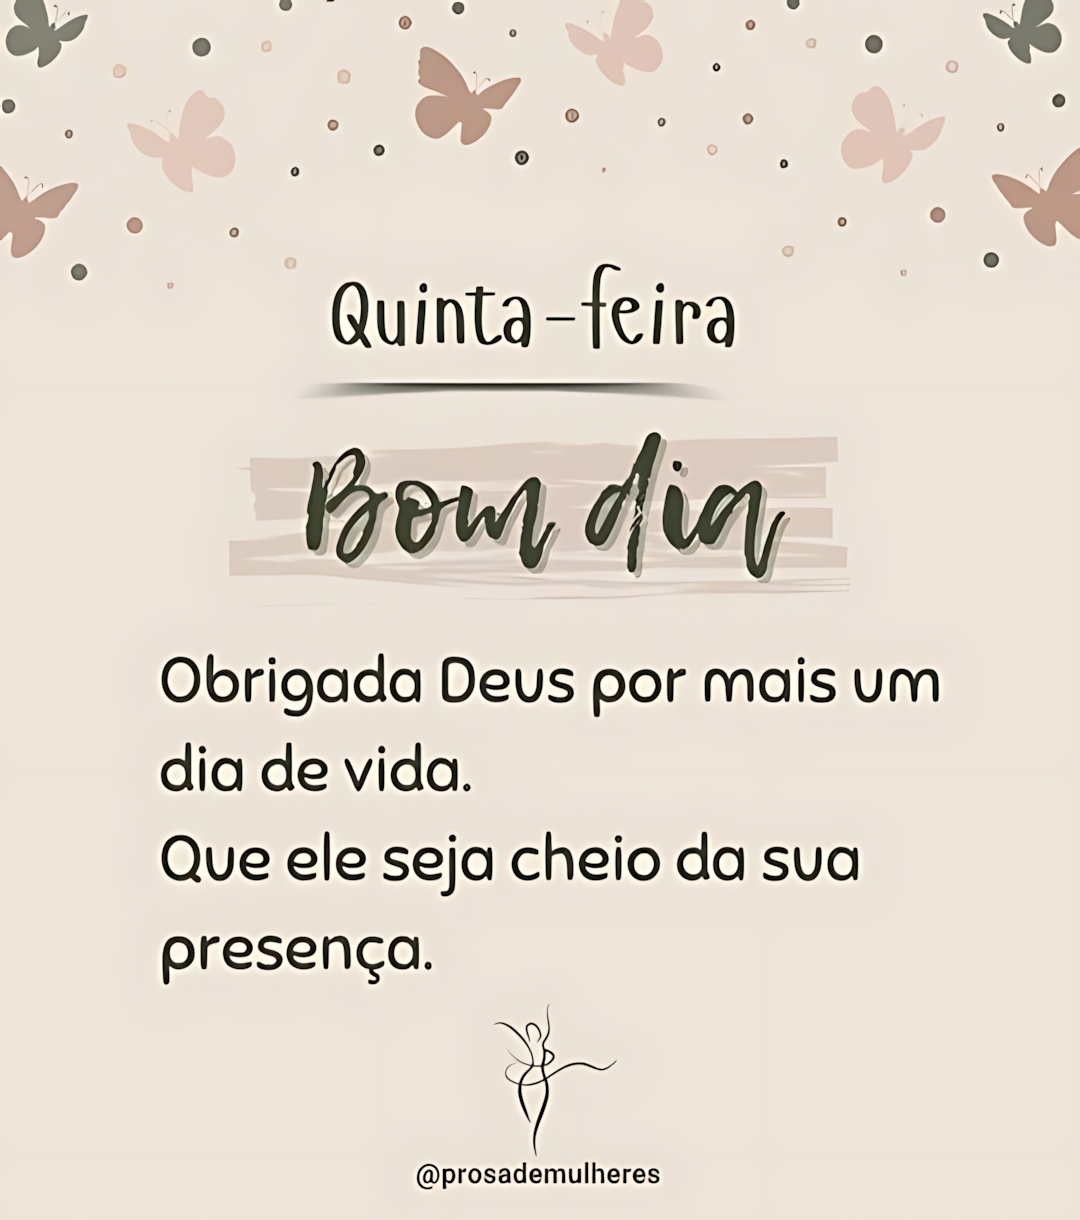 Quinta-feira
Bom dia
Obrigada Deus por mais um
dia de vida.
Que ele seja cheio da sua
presença.
@prosademulheres